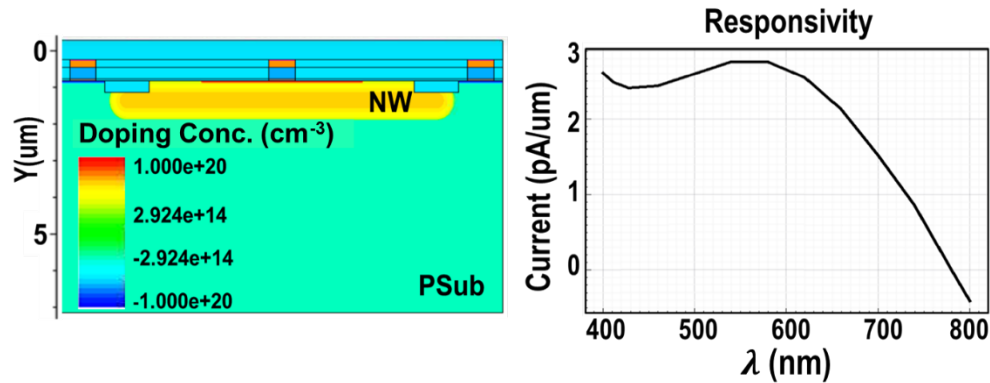 0
Y(um)
5
NW
Doping Conc. (cm-3)
1.000e+20
2.924e+14
-2.924e+14
-1.000e+20
PSub
Responsivity
Current (pA/um)
3
2
1
0
400 500 600 700 800
λ (nm)